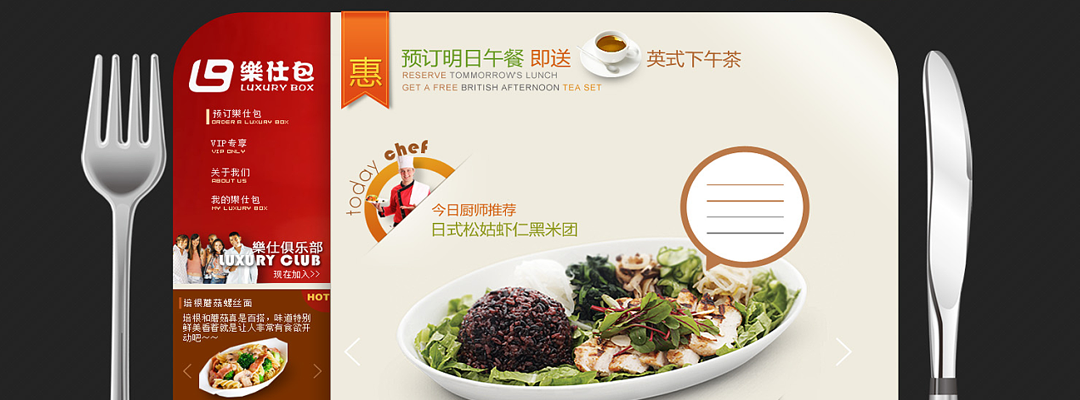 樂仕包
LUXURY BOX
预订樂仕包
ORDER A LUXURY BOX
VIP专享
VIP ONLY
关于我们
ABOUT US
我的樂仕包
MY LUXURY BOX
樂仕俱乐部
LUXURY CLUB
现在加入>>
HOT
培根蘑菇螺丝面
培根和蘑菇真是百搭，味道特别
鲜美香着就是让人非常有食欲开
动吧~~
惠
预订明日午餐 即送 英式下午茶
RESERVE TOMMORROW'S LUNCH
GET A FREE BRITISH AFTERNOON TEA SET
today chef
今日厨师推荐
日式松姑虾仁黑米团